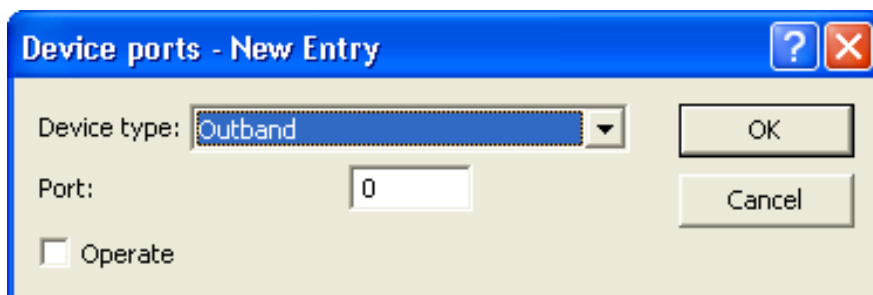 Device ports - New Entry
?
Device type: Outband
OK
Port: 0
Cancel
Operate